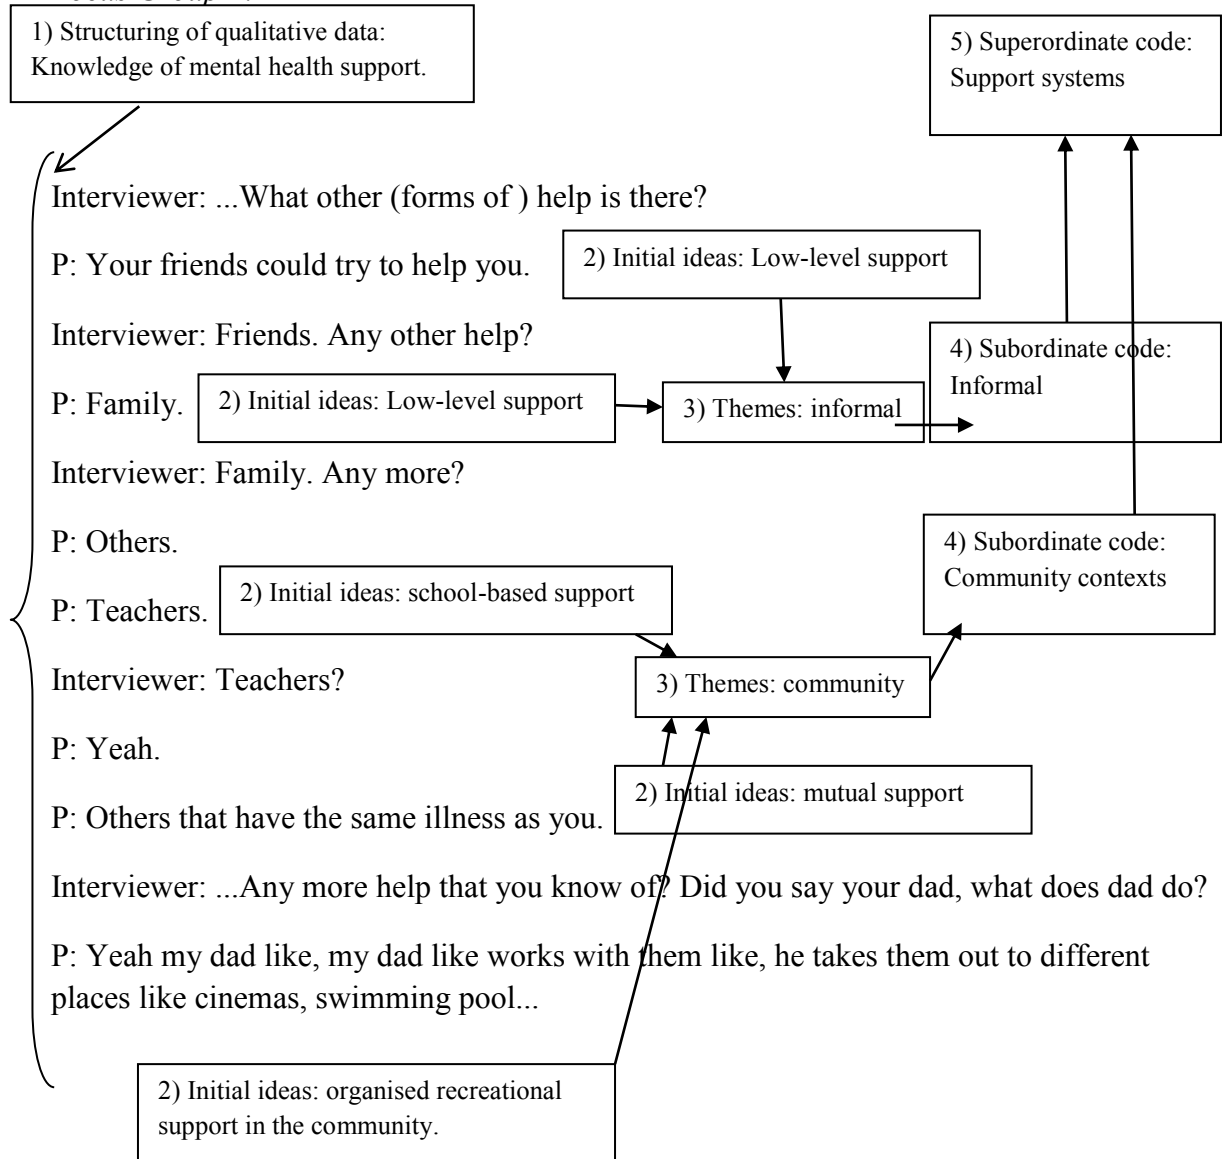 1) Structuring of qualitative data:
Knowledge of mental health support.
5) Superordinate code:
Support systems
Interviewer: ...What other (forms of ) help is there?
P: Your friends could try to help you.
2) Initial ideas: Low-level support
Interviewer: Friends. Any other help?
4) Subordinate code:
Informal
P: Family.
2) Initial ideas: Low-level support
3) Themes: informal
Interviewer: Family. Any more?
P: Others.
4) Subordinate code:
Community contexts
P: Teachers.
2) Initial ideas: school-based support
Interviewer: Teachers?
3) Themes: community
P: Yeah.
2) Initial ideas: mutual support
P: Others that have the same illness as you.
Interviewer: ...Any more help that you know of? Did you say your dad, what does dad do?
P: Yeah my dad like, my dad like works with them like, he takes them out to different
places like cinemas, swimming pool...
2) Initial ideas: organised recreational
support in the community.